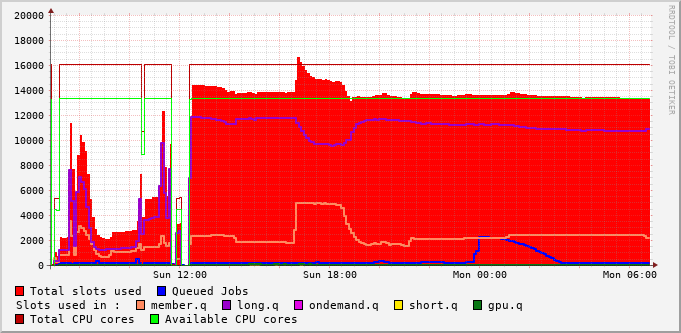 20000
18000
16000
14000
12000
10000
8000
6000
4000
2000
0
Sun 12:00 Sun 18:00 Mon 00:00 Mon 06:00
RRDTOOL / TOBI OETIKER
Total slots used Queued Jobs
Slots used in : member.q long.q ondemand.q short.q gpu.q
Total CPU cores Available CPU cores